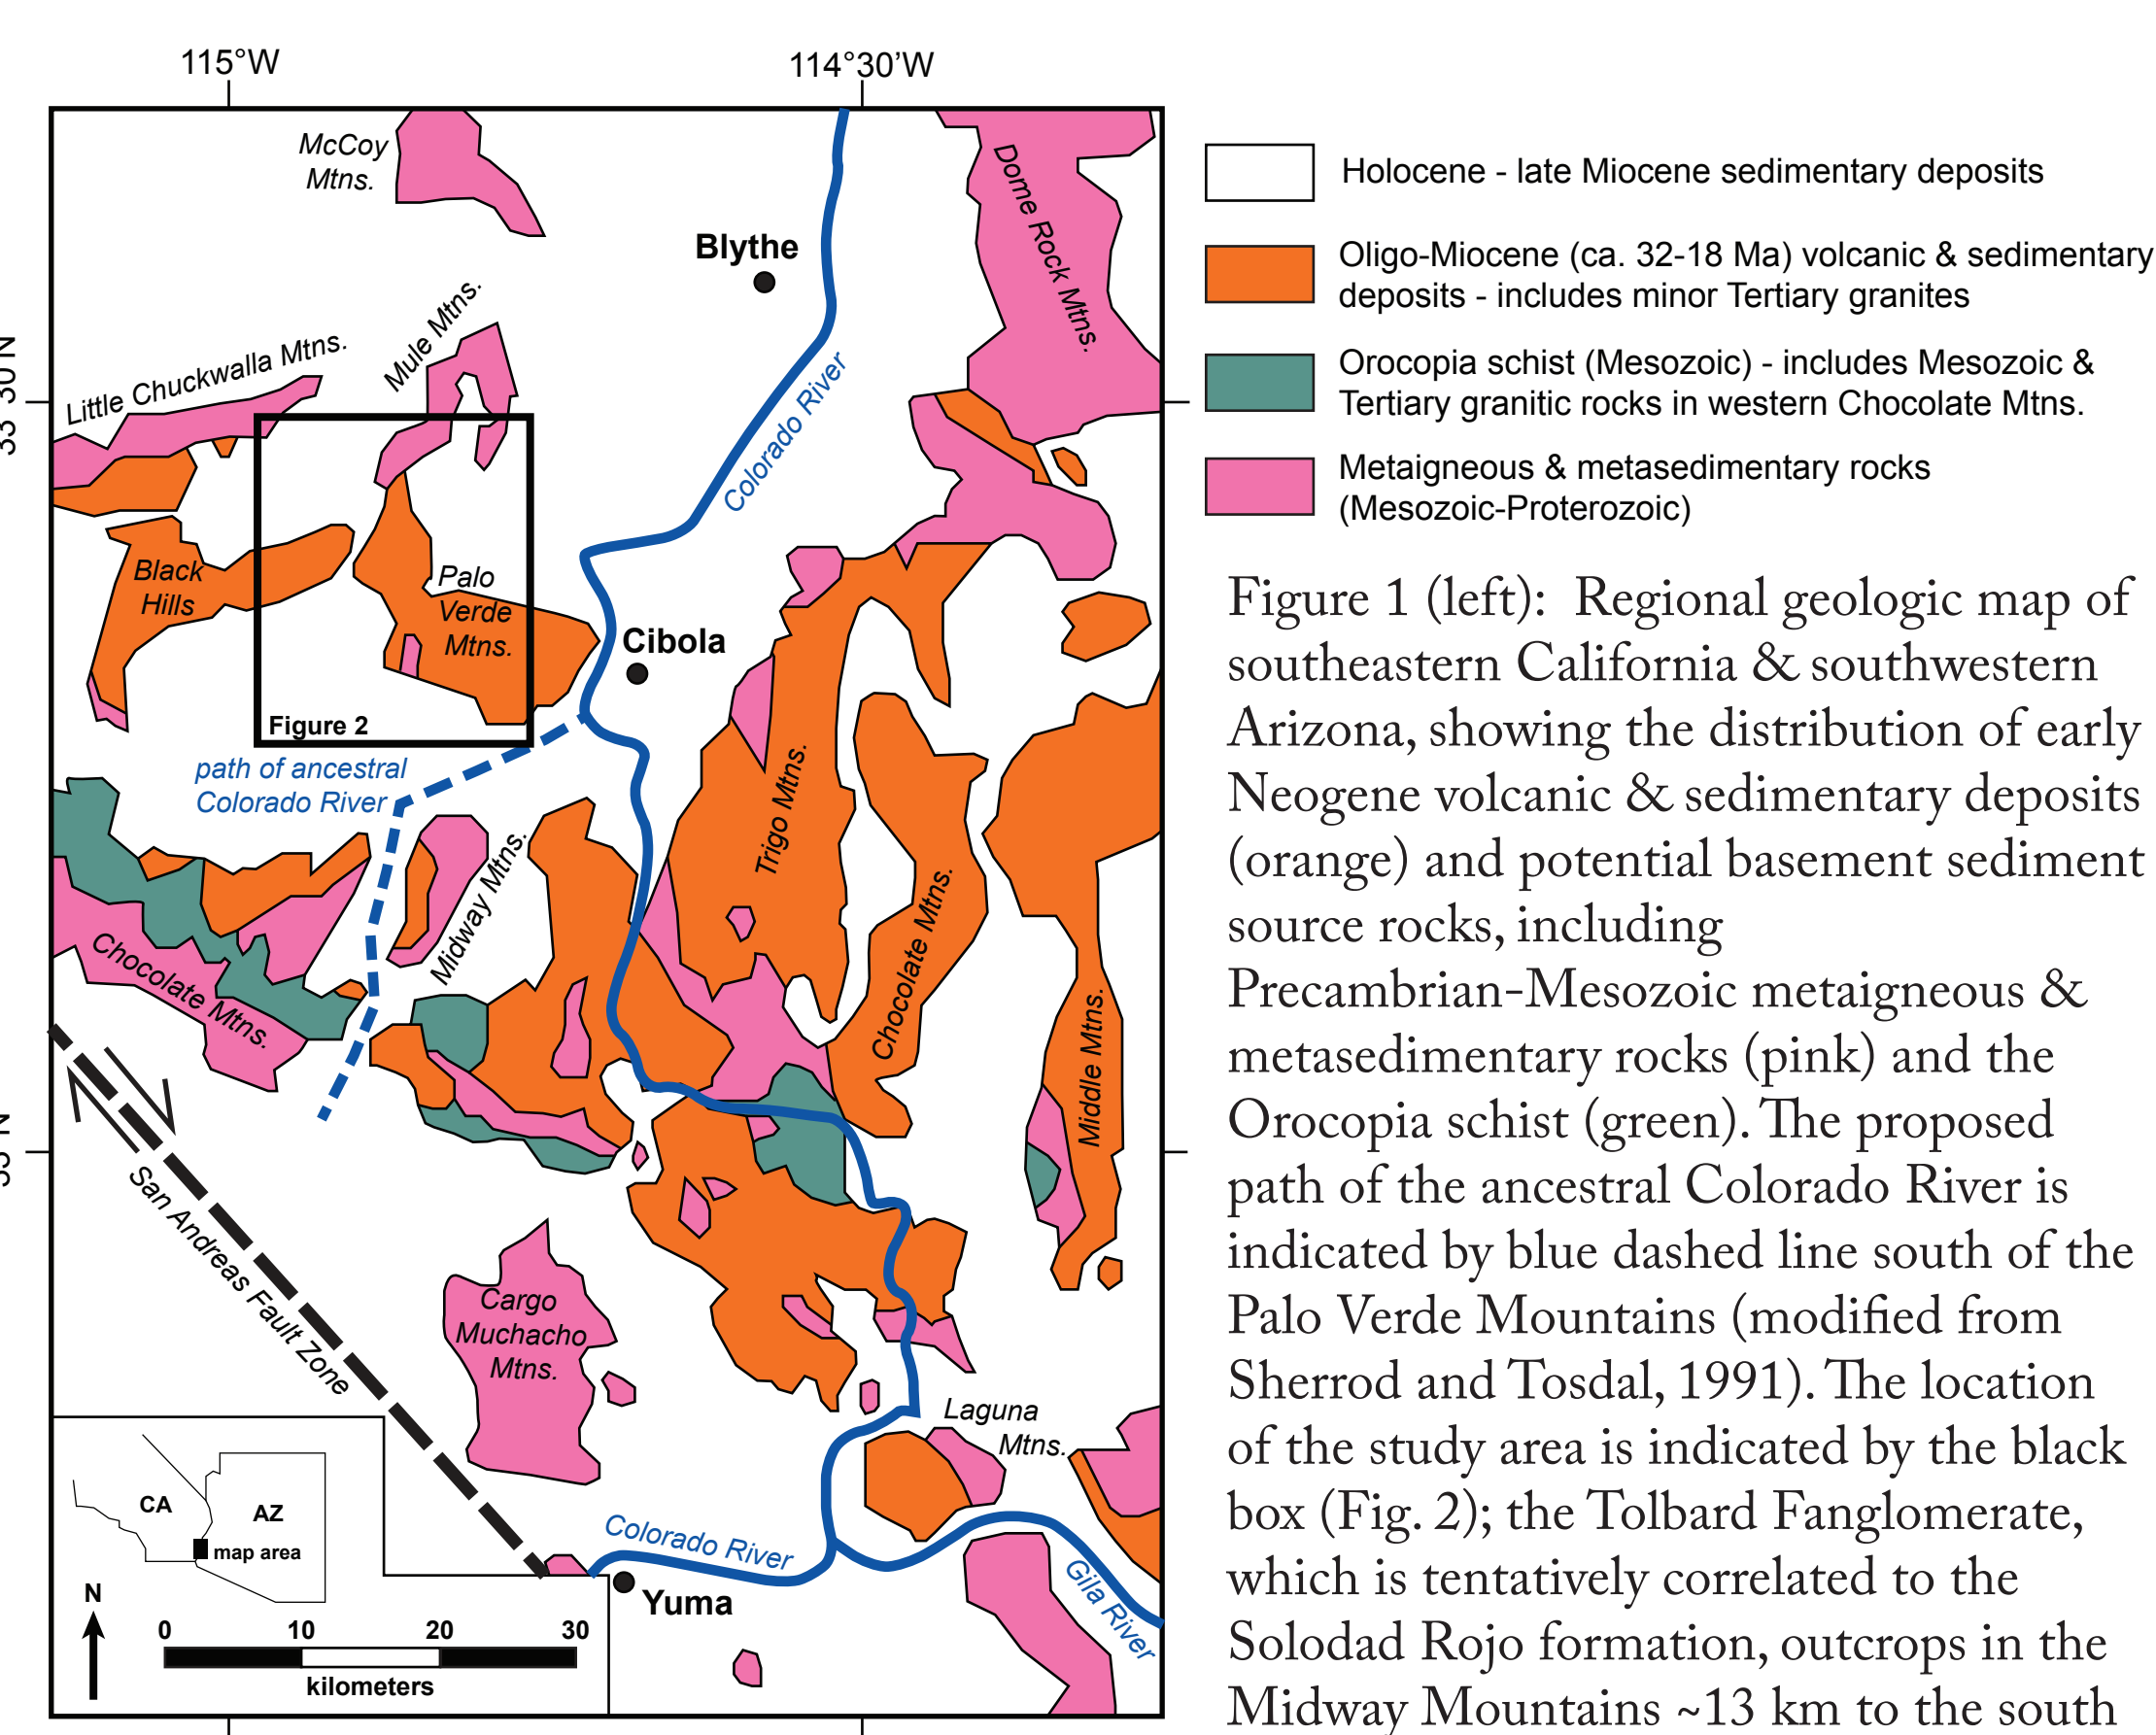 115°W
114°30’W
McCoy
Mtns.
Dome Rock Mtns.
Blythe
Mule Mtns.
Little Chuckwalla Mtns.
Colorado River
Black
Hills
Palo
Verde
Mtns.
Cibola
Figure 2
path of ancestral
Colorado River
Trigo Mtns.
Midway Mtns.
Chocolate Mtns.
Chocolate Mtns.
Middle Mtns.
San Andreas Fault Zone
Cargo
Muchacho
Mtns.
Laguna
Mtns.
CA
AZ
map area
Colorado River
Yuma
Gila River
N
0 10 20 30
kilometers
Holocene - late Miocene sedimentary deposits
Oligo-Miocene (ca. 32-18 Ma) volcanic & sedimentary
deposits - includes minor Tertiary granites
Orocopia schist (Mesozoic) - includes Mesozoic &
Tertiary granitic rocks in western Chocolate Mtns.
Metaigneous & metasedimentary rocks
(Mesozoic-Proterozoic)
Figure 1 (left):  Regional geologic map of
southeastern California & southwestern
Arizona, showing the distribution of early
Neogene volcanic & sedimentary deposits
(orange) and potential basement sediment
source rocks, including
Precambrian-Mesozoic metaigneous &
metasedimentary rocks (pink) and the
Orocopia schist (green). The proposed
path of the ancestral Colorado River is
indicated by blue dashed line south of the
Palo Verde Mountains (modified from
Sherrod and Tosdal, 1991). The location
of the study area is indicated by the black
box (Fig. 2); the Tolbard Fanglomerate,
which is tentatively correlated to the
Solodad Rojo formation, outcrops in the
Midway Mountains ~13 km to the south